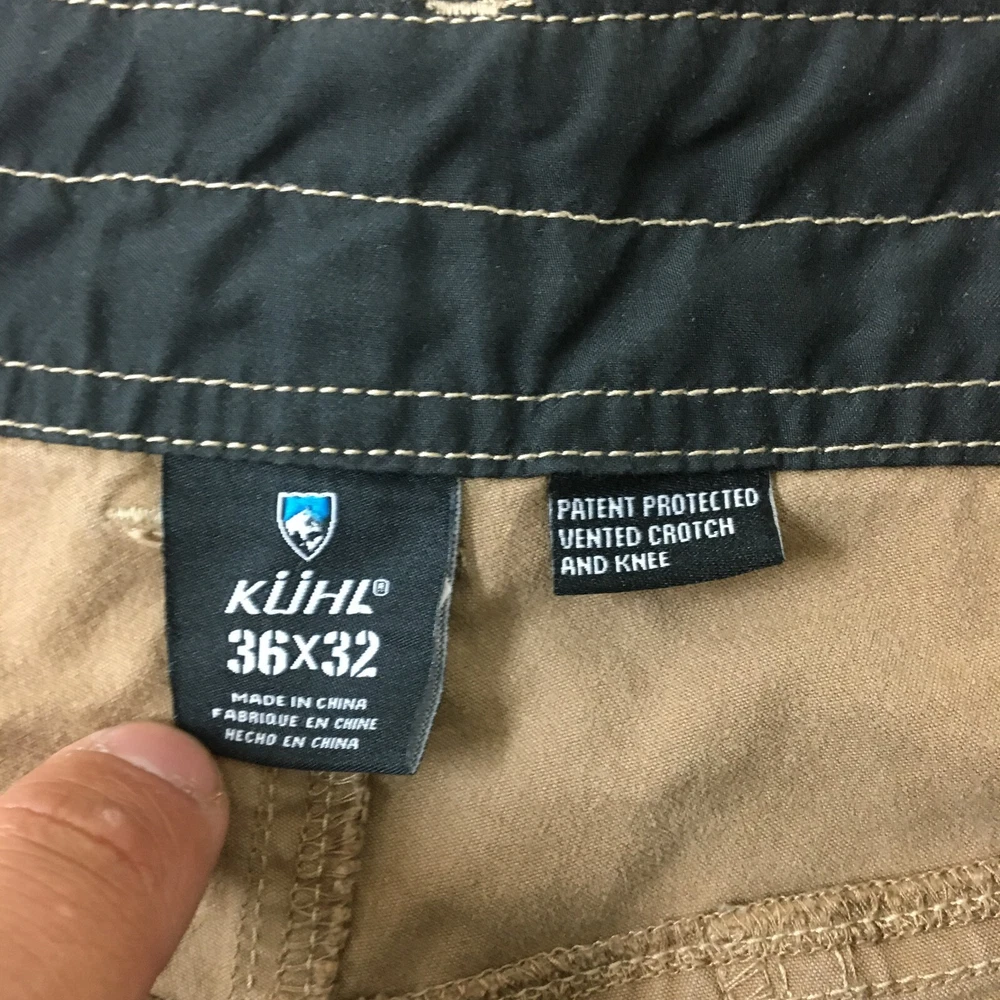 KÜHL®
36X32
MADE IN CHINA
FABRIQUE EN CHINE
HECHO EN CHINA
PATENT PROTECTED
VENTED CROTCH
AND KNEE